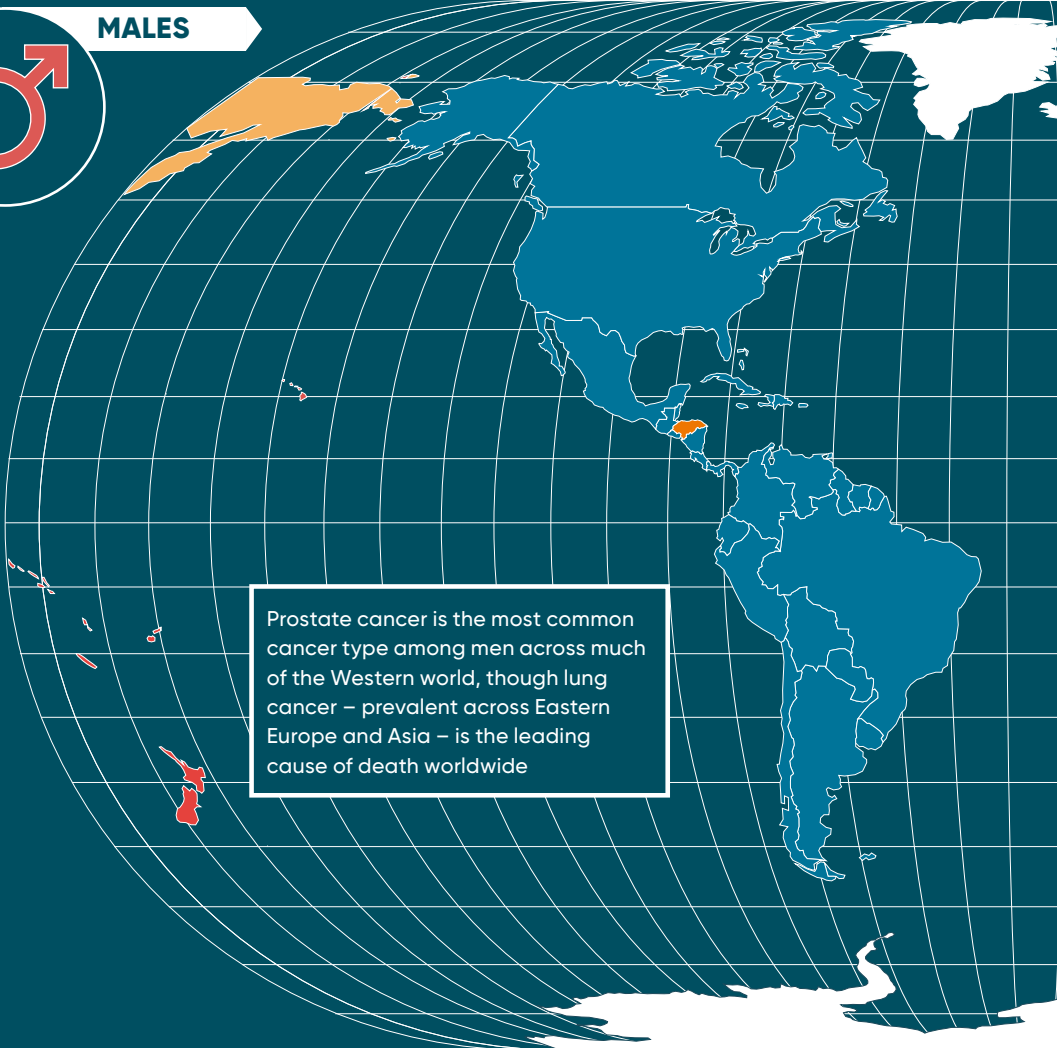 MALES
Prostate cancer is the most common
cancer type among men across much
of the Western world, though lung
cancer – prevalent across Eastern
Europe and Asia – is the leading
cause of death worldwide